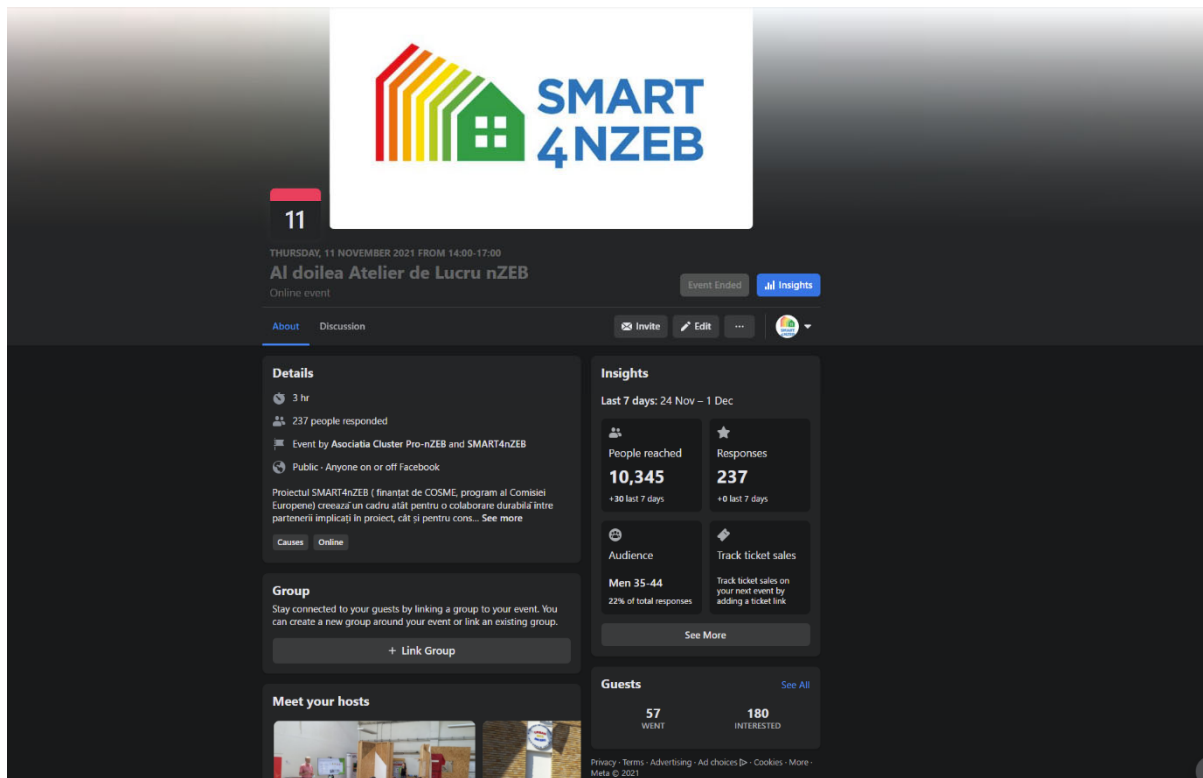 SMART
4NZEB
11
THURSDAY, 11 NOVEMBER 2021 FROM 14:00-17:00
Al doilea Atelier de Lucru nZEB
Online event
Event Ended
Insights
About
Discussion
Invite
Edit
...
Details
3 hr
237 people responded
Event by Asociatia Cluster Pro-nZEB and SMART4nZEB
Public · Anyone on or off Facebook
Proiectul SMART4nZEB ( finanțat de COSME, program al Comisiei
Europene) creează un cadru atât pentru o colaborare durabilă între
partenerii implicați în proiect, cât și pentru cons... See more
Causes
Online
Group
Stay connected to your guests by linking a group to your event. You
can create a new group around your event or link an existing group.
+ Link Group
Meet your hosts
Insights
Last 7 days: 24 Nov – 1 Dec
People reached
10,345
+30 last 7 days
Responses
237
+0 last 7 days
Audience
Men 35-44
22% of total responses
Track ticket sales
Track ticket sales on
your next event by
adding a ticket link
See More
Guests
See All
57
WENT
180
INTERESTED
Privacy · Terms · Advertising · Ad choices · Cookies · More ·
Meta © 2021